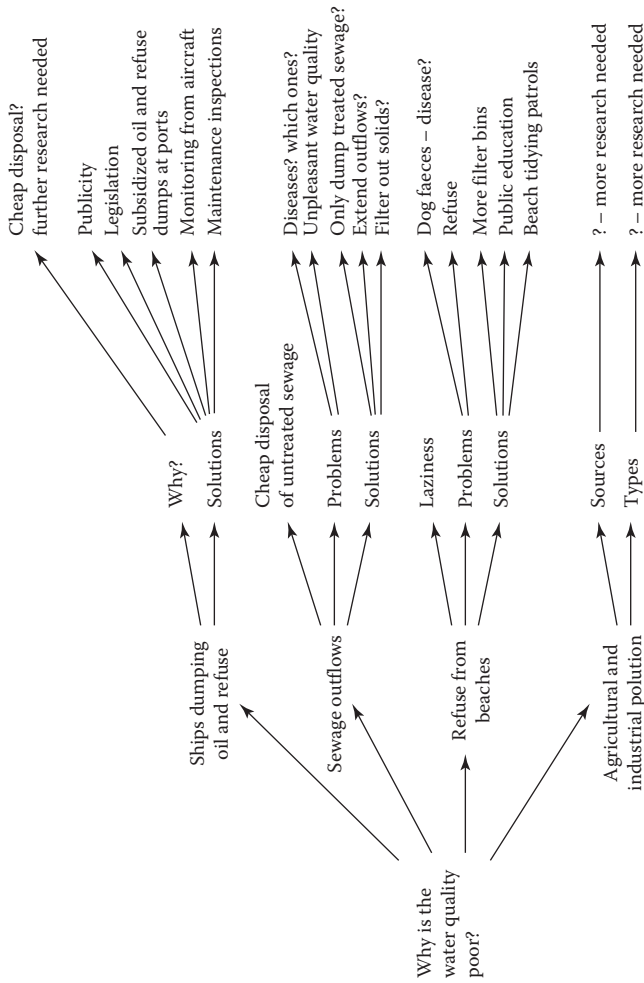 Why is the
water quality
poor?
Ships dumping
oil and refuse
Why?
Cheap disposal?
further research needed
Solutions
Publicity
Legislation
Subsidized oil and refuse
dumps at ports
Monitoring from aircraft
Maintenance inspections
Sewage outflows
Cheap disposal
of untreated sewage
Problems
Diseases? which ones?
Unpleasant water quality
Solutions
Only dump treated sewage?
Extend outflows?
Filter out solids?
Refuse from
beaches
Laziness
Problems
Dog faeces – disease?
Refuse
Solutions
More filter bins
Public education
Beach tidying patrols
Agricultural and
industrial polution
Sources
? – more research needed
Types
? – more research needed